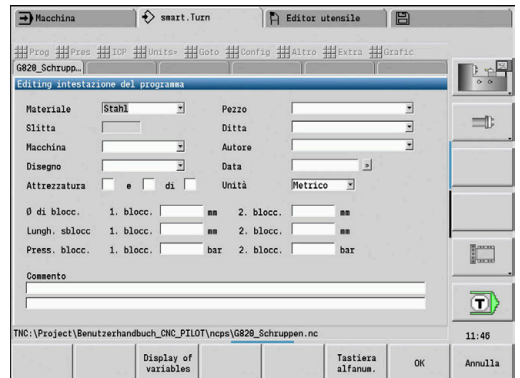 Macchina smart.Turn Editor utensile
Prog Pres ICP Units» Goto Config Altro Extra Grafic
G820_Schrupp…
Editing intestazione del programma
Materiale Stahl Pezzo
Slitta Ditta
Macchina Autore
Disegno Data »
Attrezzatura e di Unità Metrico
Ø di blocc. 1. blocc. mm 2. blocc. mm
Lungh. sblocc 1. blocc. mm 2. blocc. mm
Press. blocc. 1. blocc. bar 2. blocc. bar
Commento
T
TNC:\Project\Benutzerhandbuch_CNC_PILOT\ncps\G820_Schruppen.nc 11:46
Display of variables Tastiera alfanum. OK Annulla